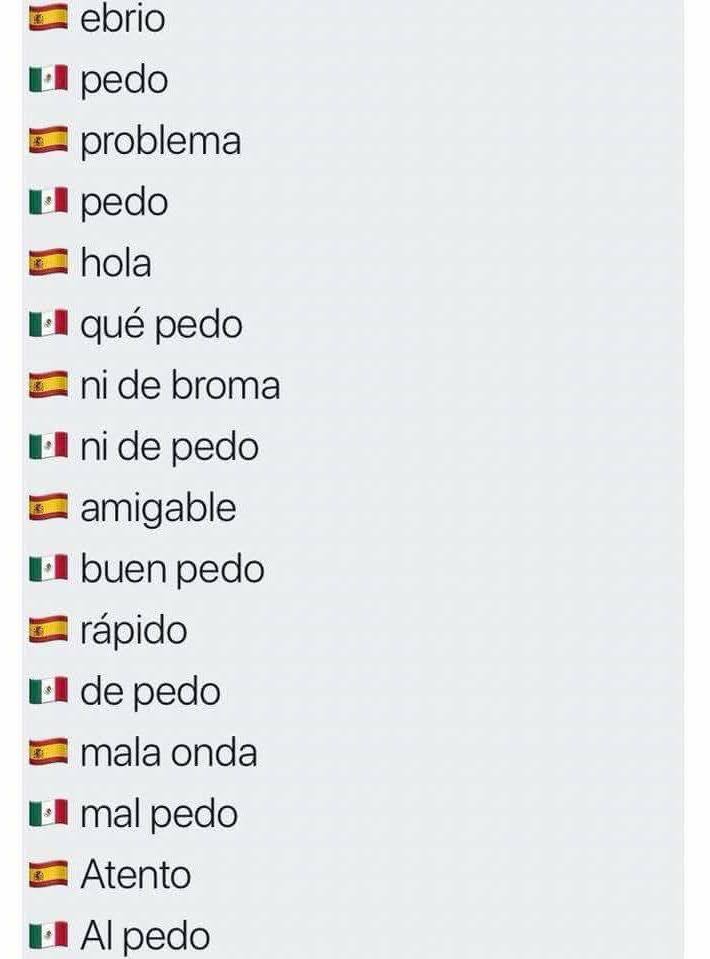 🇪🇸 ebrio
🇲🇽 pedo
🇪🇸 problema
🇲🇽 pedo
🇪🇸 hola
🇲🇽 qué pedo
🇪🇸 ni de broma
🇲🇽 ni de pedo
🇪🇸 amigable
🇲🇽 buen pedo
🇪🇸 rápido
🇲🇽 de pedo
🇪🇸 mala onda
🇲🇽 mal pedo
🇪🇸 Atento
🇲🇽 Al pedo